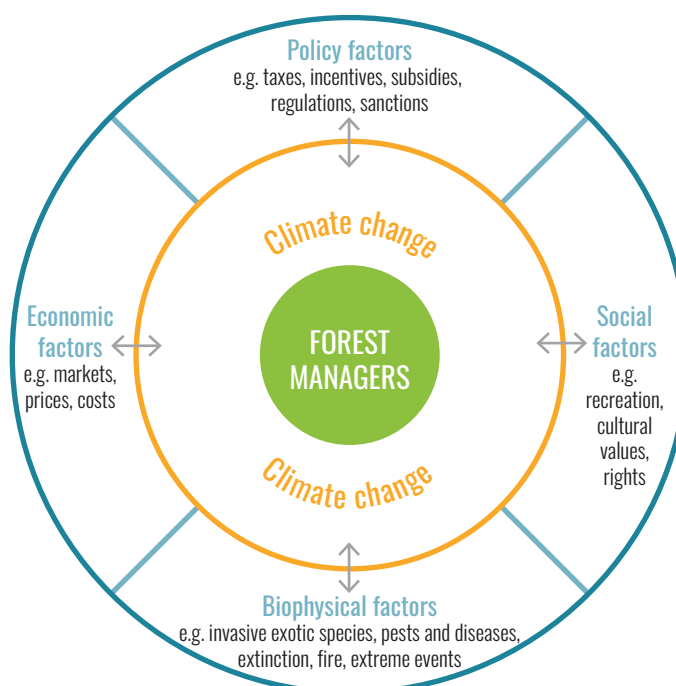 Policy factors
e.g. taxes, incentives, subsidies,
regulations, sanctions
Climate change
Economic
factors
e.g. markets,
prices, costs
FOREST
MANAGERS
Social
factors
e.g.
recreation,
cultural
values,
rights
Climate change
Biophysical factors
e.g. invasive exotic species, pests and diseases,
extinction, fire, extreme events